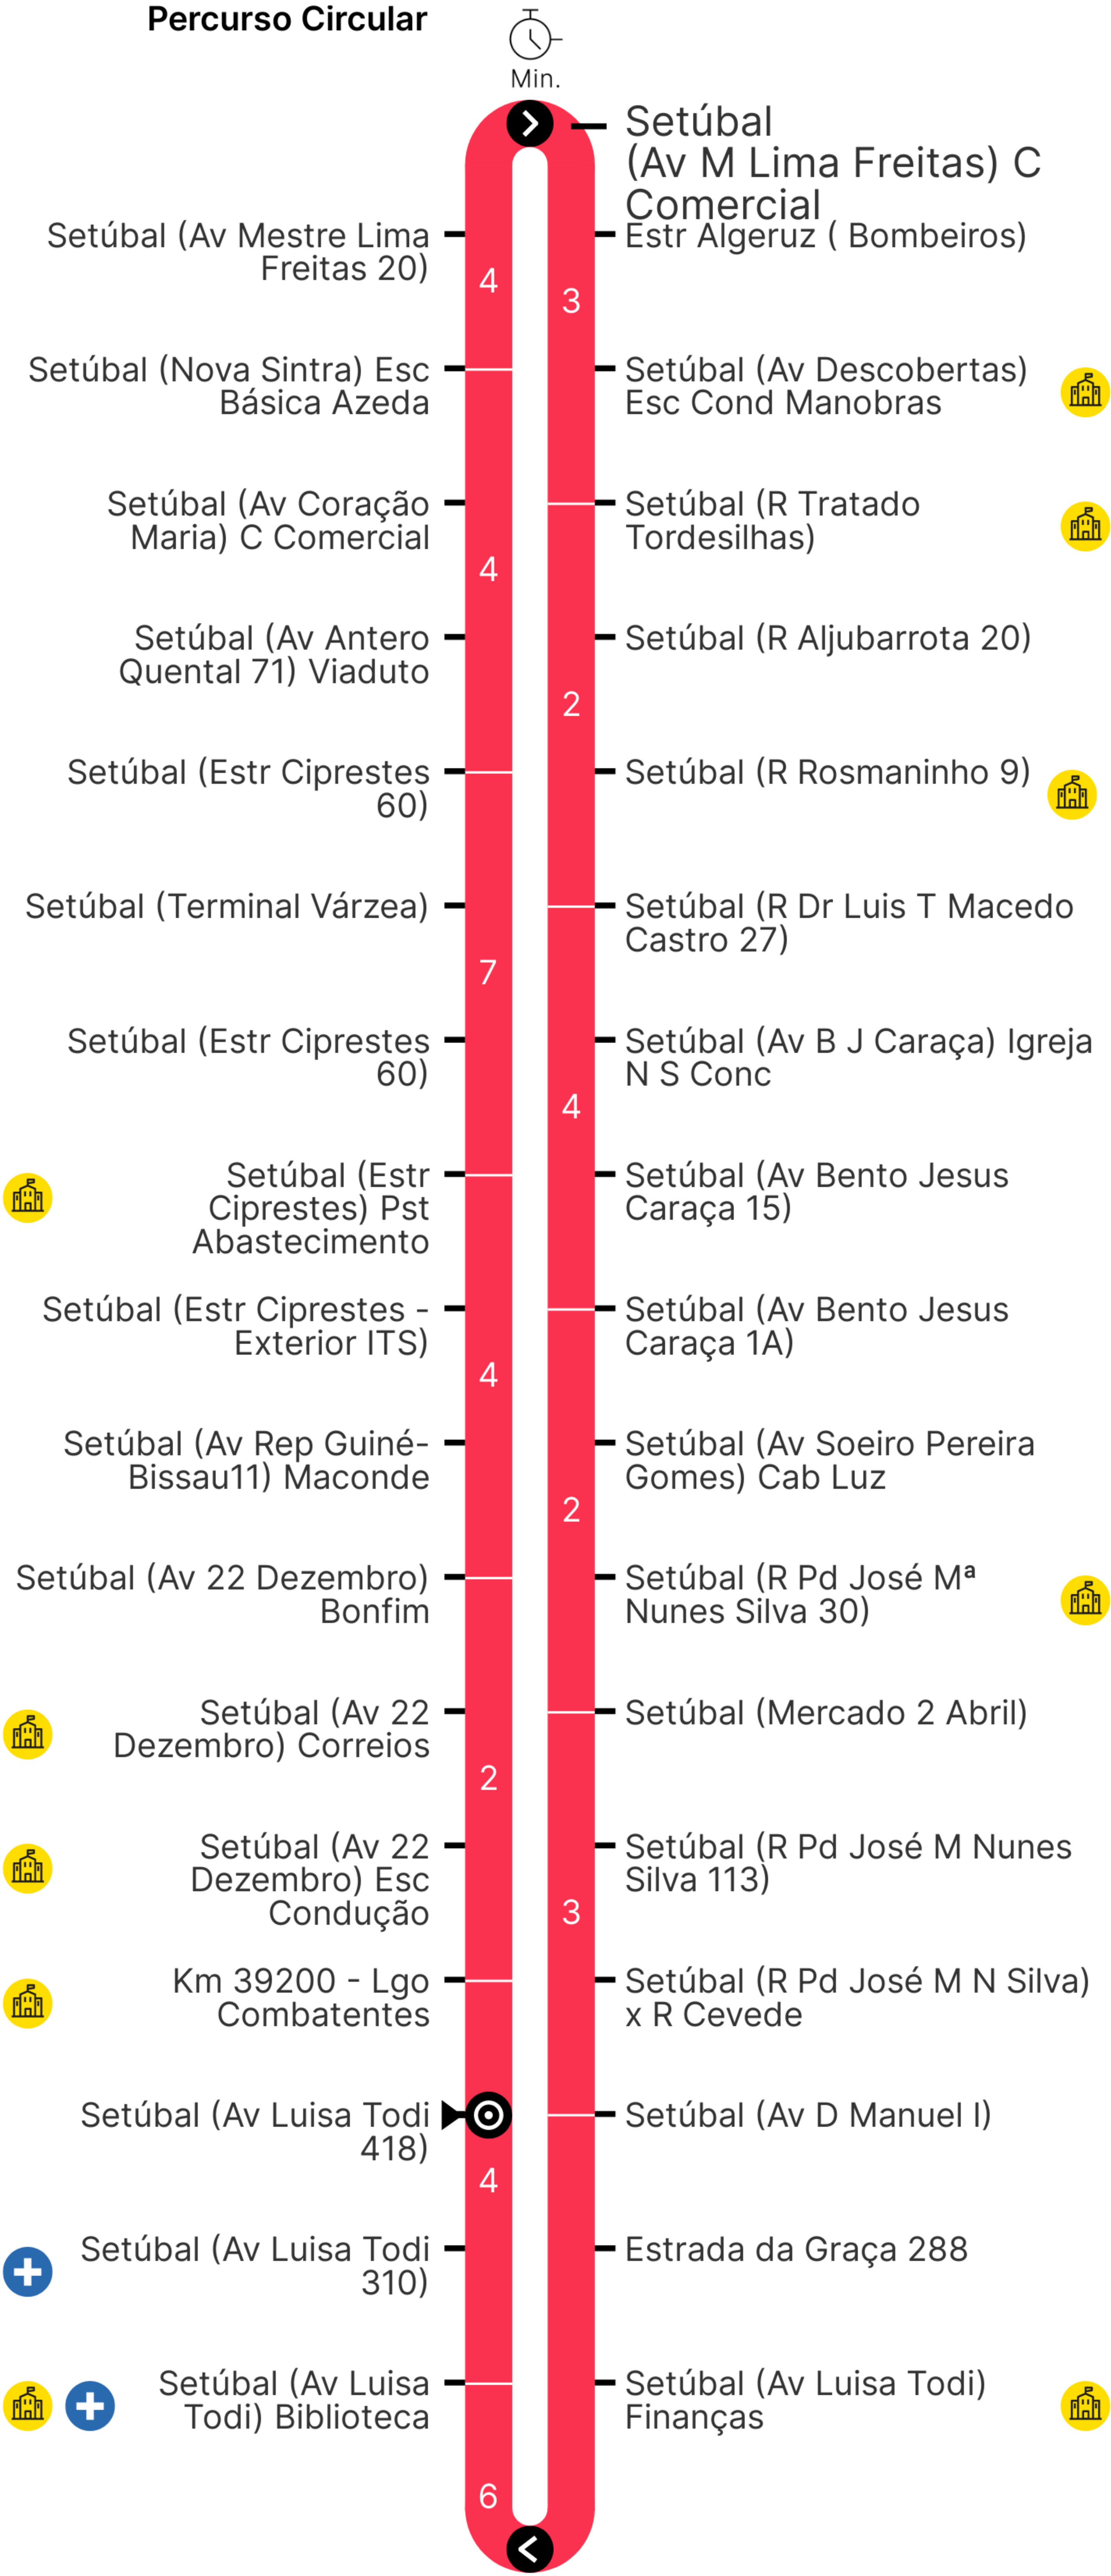 Percurso Circular
Min.
Setúbal
(Av M Lima Freitas) C
Comercial
Estr Algeruz ( Bombeiros)
3
Setúbal (Av Descobertas)
Esc Cond Manobras
Setúbal (R Tratado
Tordesilhas)
Setúbal (R Aljubarrota 20)
2
Setúbal (R Rosmaninho 9)
Setúbal (R Dr Luis T Macedo
Castro 27)
Setúbal (Av B J Caraça) Igreja
N S Conc
4
Setúbal (Av Bento Jesus
Caraça 15)
Setúbal (Av Bento Jesus
Caraça 1A)
Setúbal (Av Soeiro Pereira
Gomes) Cab Luz
2
Setúbal (R Pd José Mª
Nunes Silva 30)
Setúbal (Mercado 2 Abril)
Setúbal (R Pd José M Nunes
Silva 113)
3
Setúbal (R Pd José M N Silva)
x R Cevede
Setúbal (Av D Manuel I)
Estrada da Graça 288
Setúbal (Av Luisa Todi)
Finanças
Setúbal (Av Mestre Lima
Freitas 20)
4
Setúbal (Nova Sintra) Esc
Básica Azeda
Setúbal (Av Coração
Maria) C Comercial
4
Setúbal (Av Antero
Quental 71) Viaduto
Setúbal (Estr Ciprestes
60)
Setúbal (Terminal Várzea)
7
Setúbal (Estr Ciprestes
60)
Setúbal (Estr
Ciprestes) Pst
Abastecimento
Setúbal (Estr Ciprestes -
Exterior ITS)
4
Setúbal (Av Rep Guiné-
Bissau11) Maconde
Setúbal (Av 22 Dezembro)
Bonfim
Setúbal (Av 22
Dezembro) Correios
2
Setúbal (Av 22
Dezembro) Esc
Condução
Km 39200 - Lgo
Combatentes
Setúbal (Av Luisa Todi
418)
4
Setúbal (Av Luisa Todi
310)
Setúbal (Av Luisa
Todi) Biblioteca
6